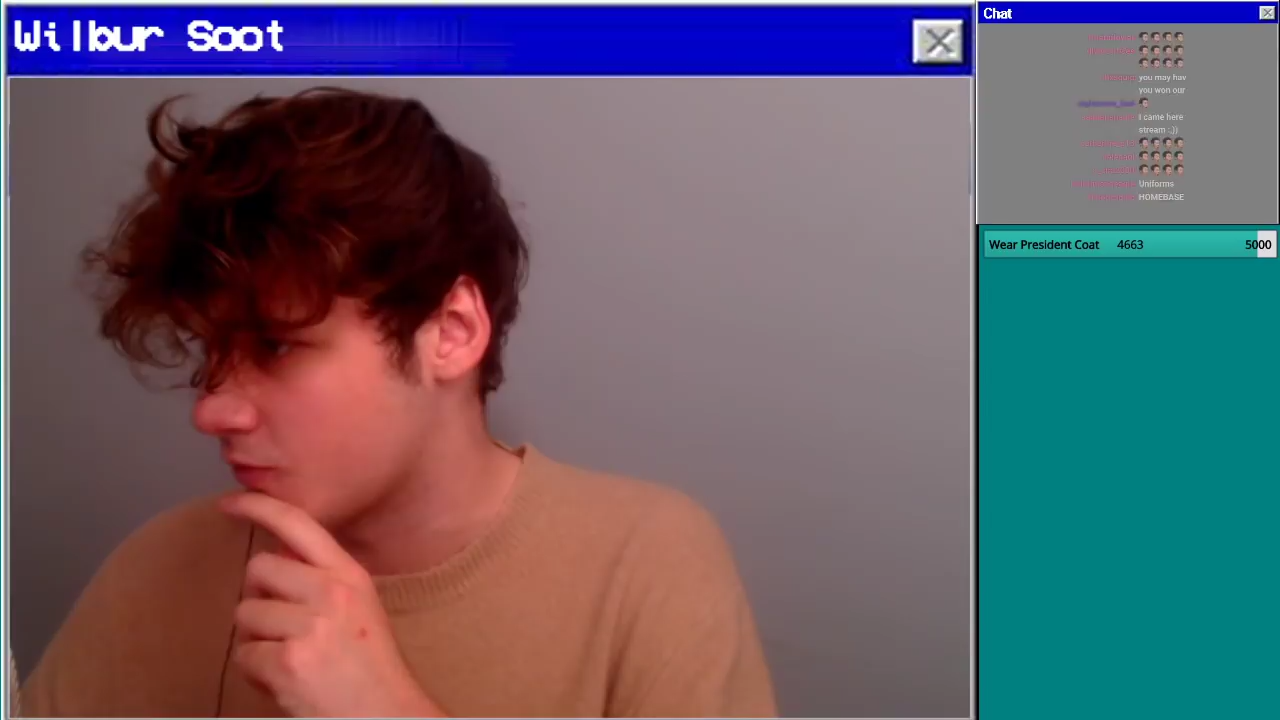 Wilbur Soot
Chat
you may hav
you won our
I came here
stream :,))
Uniforms
HOMEBASE
Wear President Coat 4663 5000